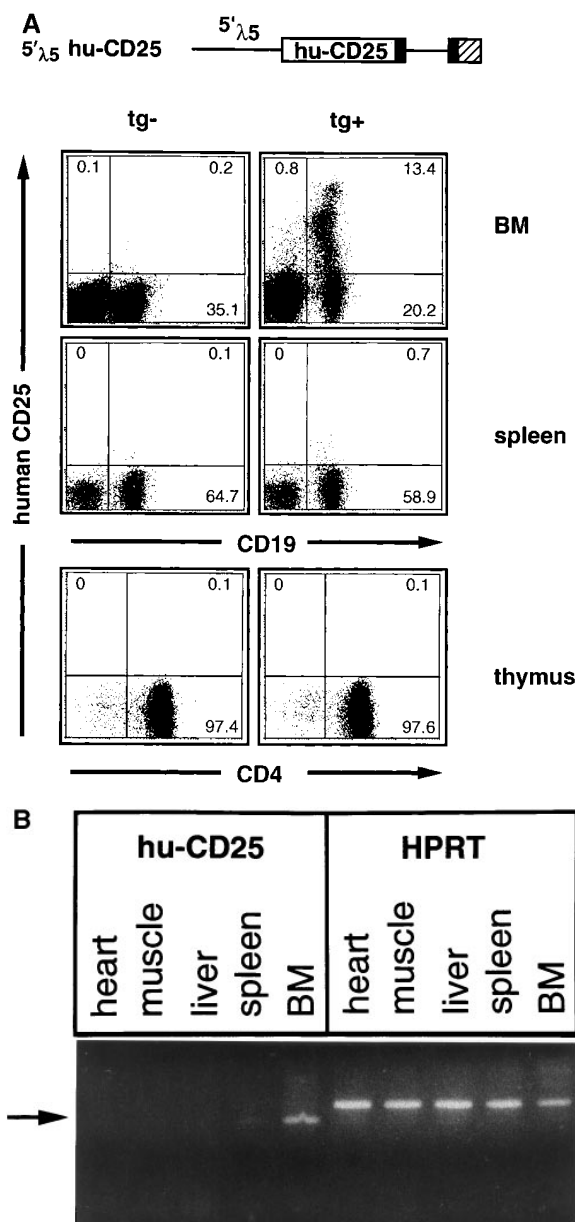 A
5'λ5 hu-CD25
5'λ5
hu-CD25
tg- tg+
0.1 0.2 0.8 13.4
BM
35.1 20.2
0 0.1 0 0.7
spleen
64.7 58.9
human CD25
CD19
0 0.1 0 0.1
thymus
97.4 97.6
CD4
B
hu-CD25 HPRT
heart muscle liver spleen BM heart muscle liver spleen BM